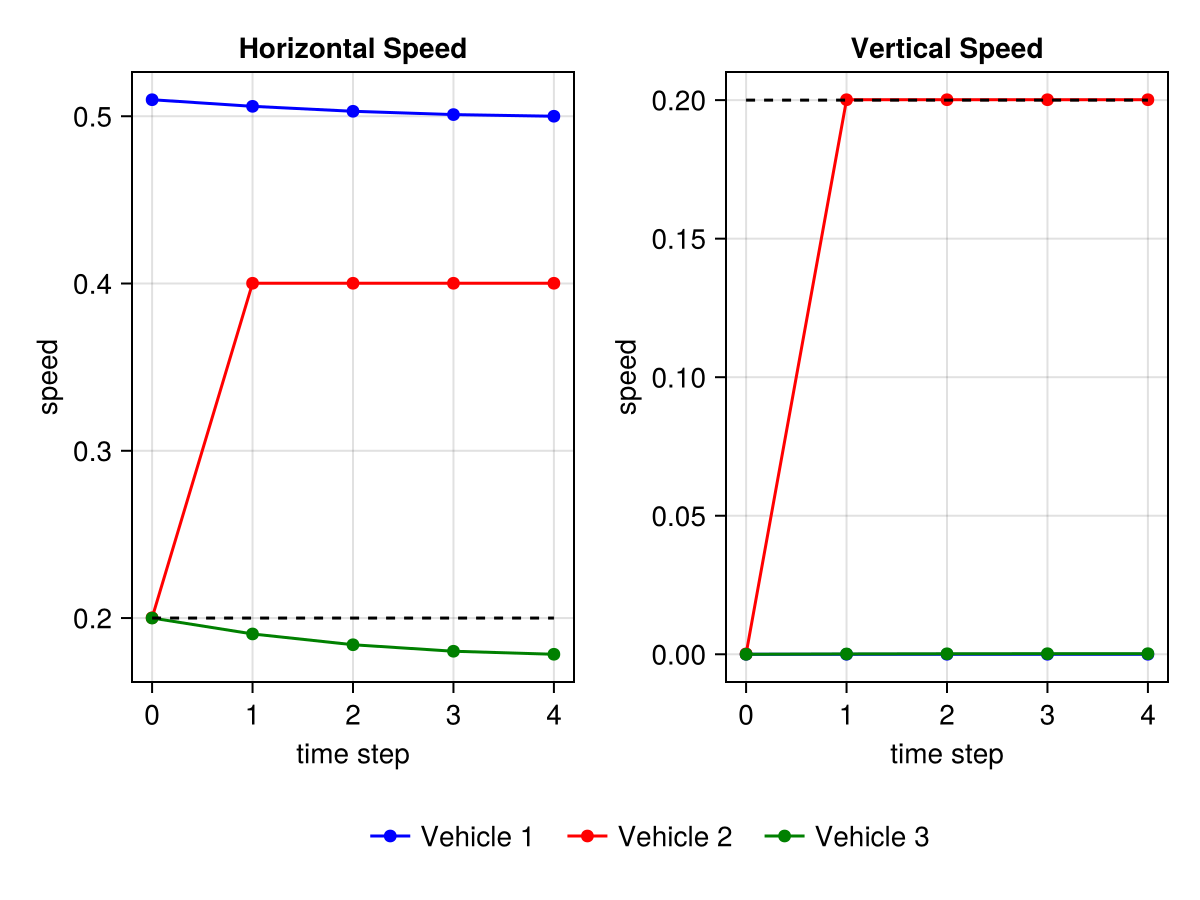 Horizontal Speed
0.5
0.4
0.3
0.2
speed
0 1 2 3 4
time step
Vertical Speed
0.20
0.15
0.10
0.05
0.00
speed
0 1 2 3 4
time step
Vehicle 1 Vehicle 2 Vehicle 3